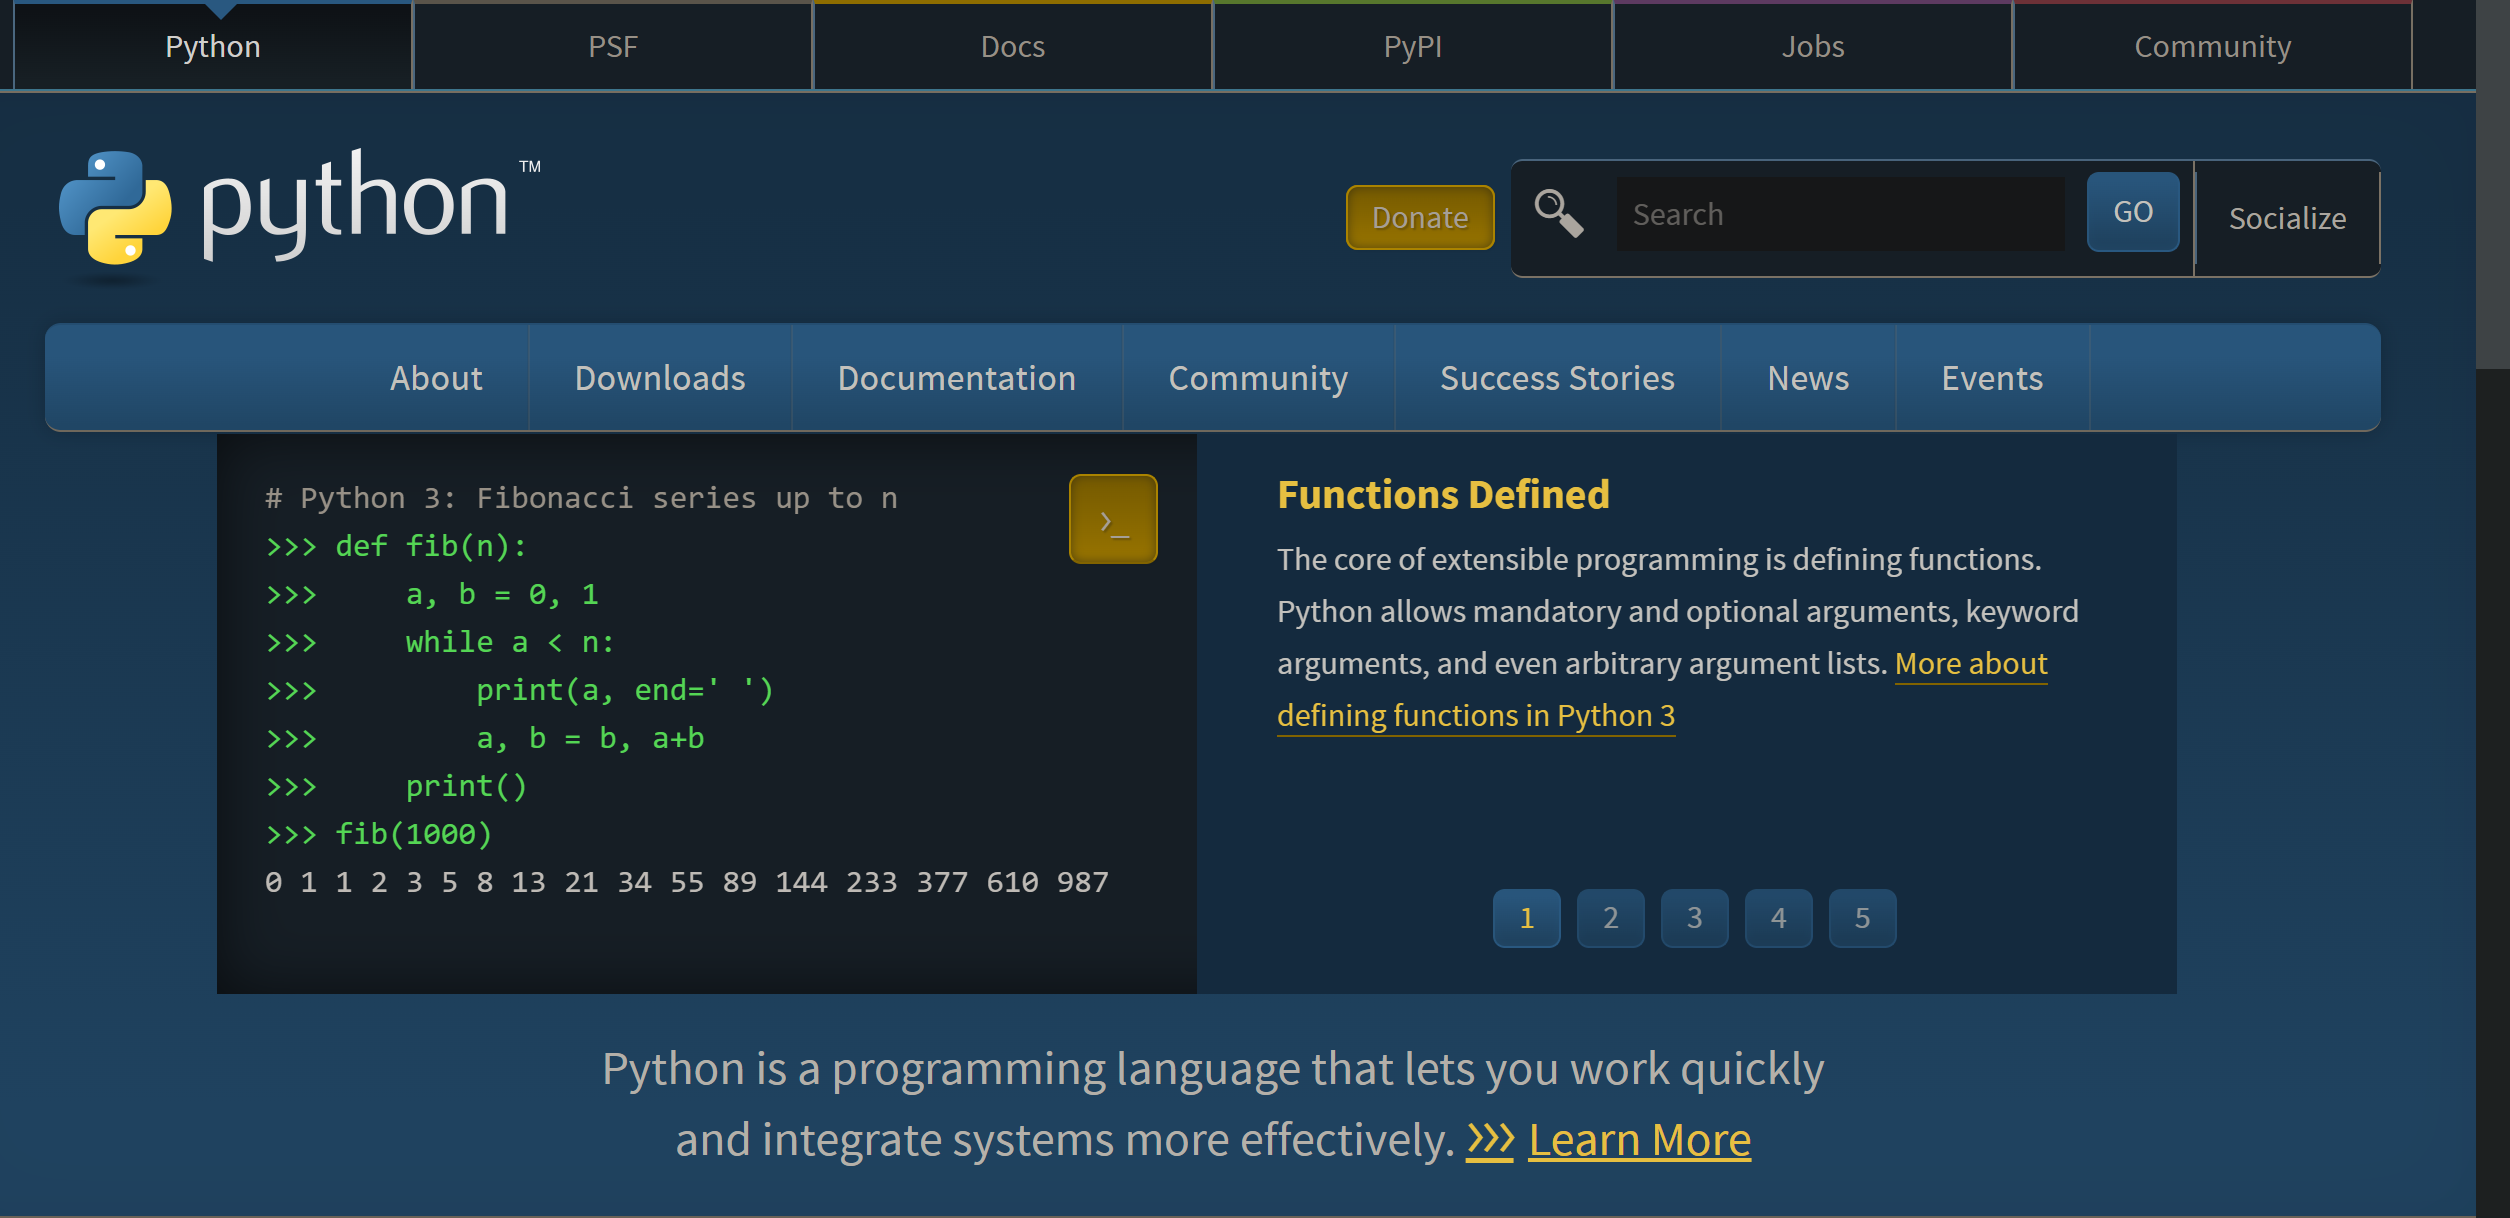 Python
PSF
Docs
PyPI
Jobs
Community
python™
Donate
Search
GO
Socialize
About
Downloads
Documentation
Community
Success Stories
News
Events
# Python 3: Fibonacci series up to n
>>> def fib(n):
>>>     a, b = 0, 1
>>>     while a < n:
>>>         print(a, end=' ')
>>>         a, b = b, a+b
>>>     print()
>>> fib(1000)
0 1 1 2 3 5 8 13 21 34 55 89 144 233 377 610 987
>_
Functions Defined
The core of extensible programming is defining functions.
Python allows mandatory and optional arguments, keyword
arguments, and even arbitrary argument lists. More about
defining functions in Python 3
1
2
3
4
5
Python is a programming language that lets you work quickly
and integrate systems more effectively. >>> Learn More